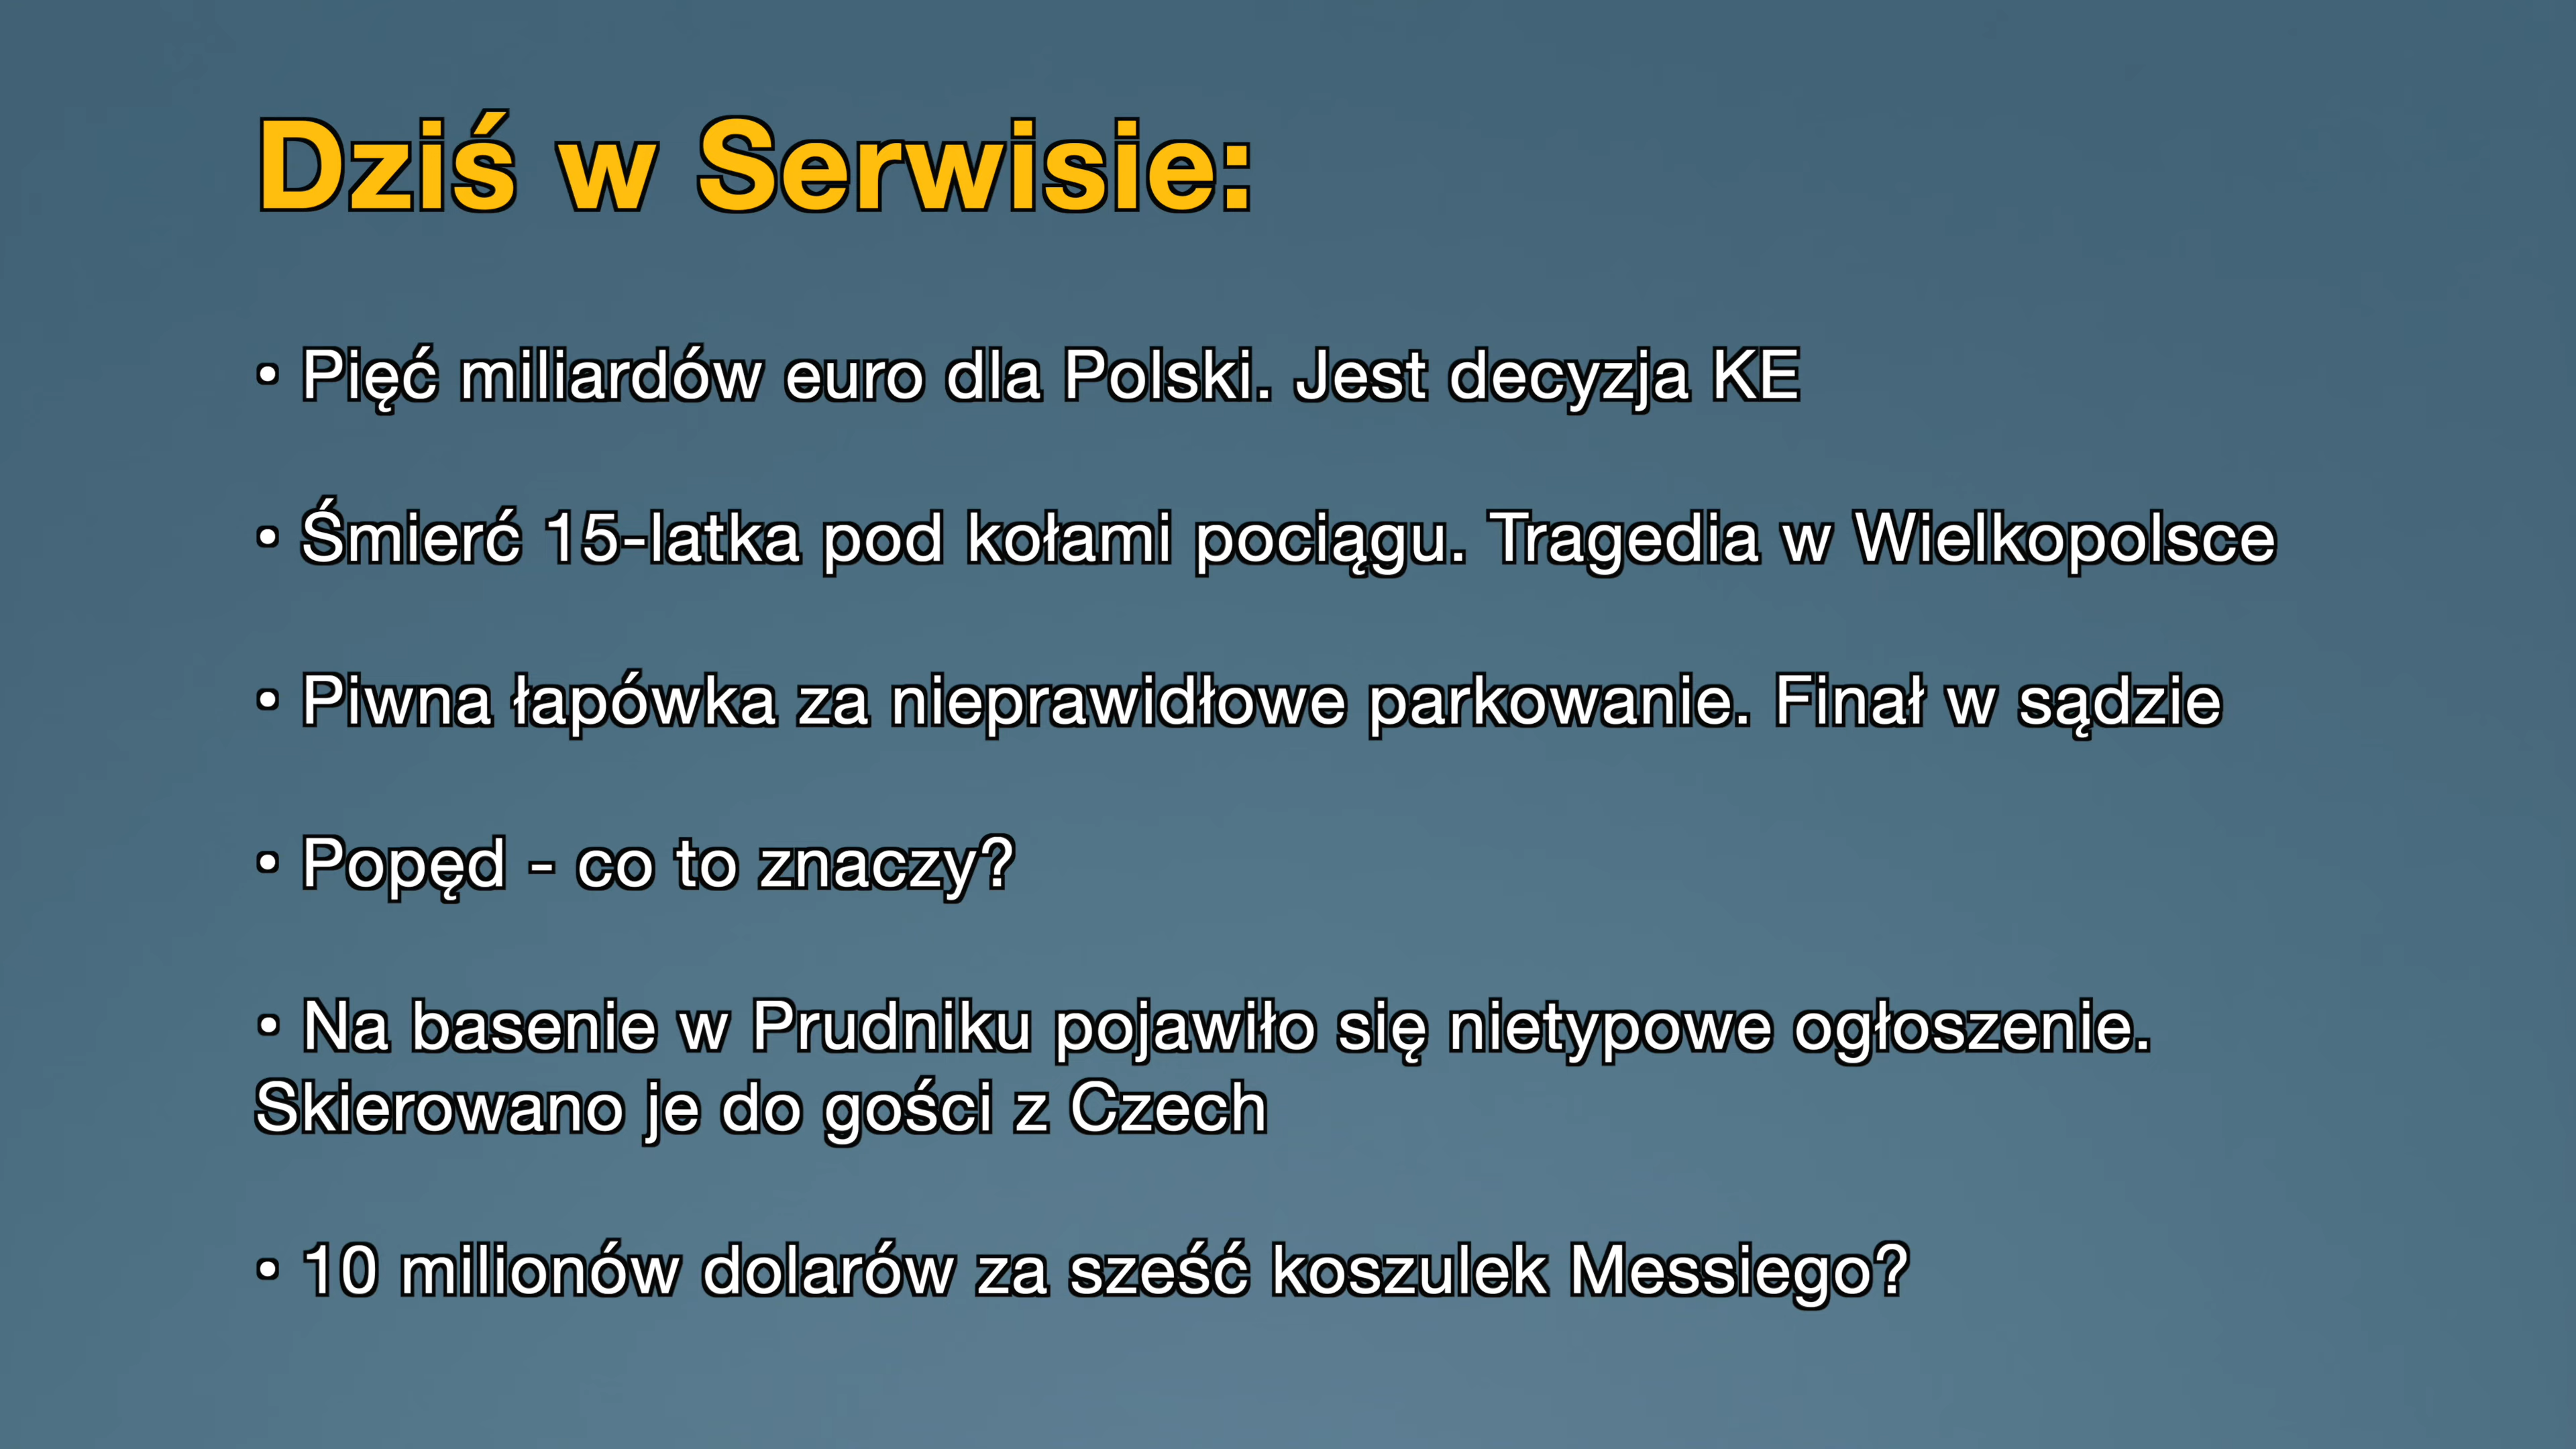 Dziś w Serwisie:
• Pięć miliardów euro dla Polski. Jest decyzja KE
• Śmierć 15-latka pod kołami pociągu. Tragedia w Wielkopolsce
• Piwna łapówka za nieprawidłowe parkowanie. Finał w sądzie
• Popęd - co to znaczy?
• Na basenie w Prudniku pojawiło się nietypowe ogłoszenie.
Skierowano je do gości z Czech
• 10 milionów dolarów za sześć koszulek Messiego?